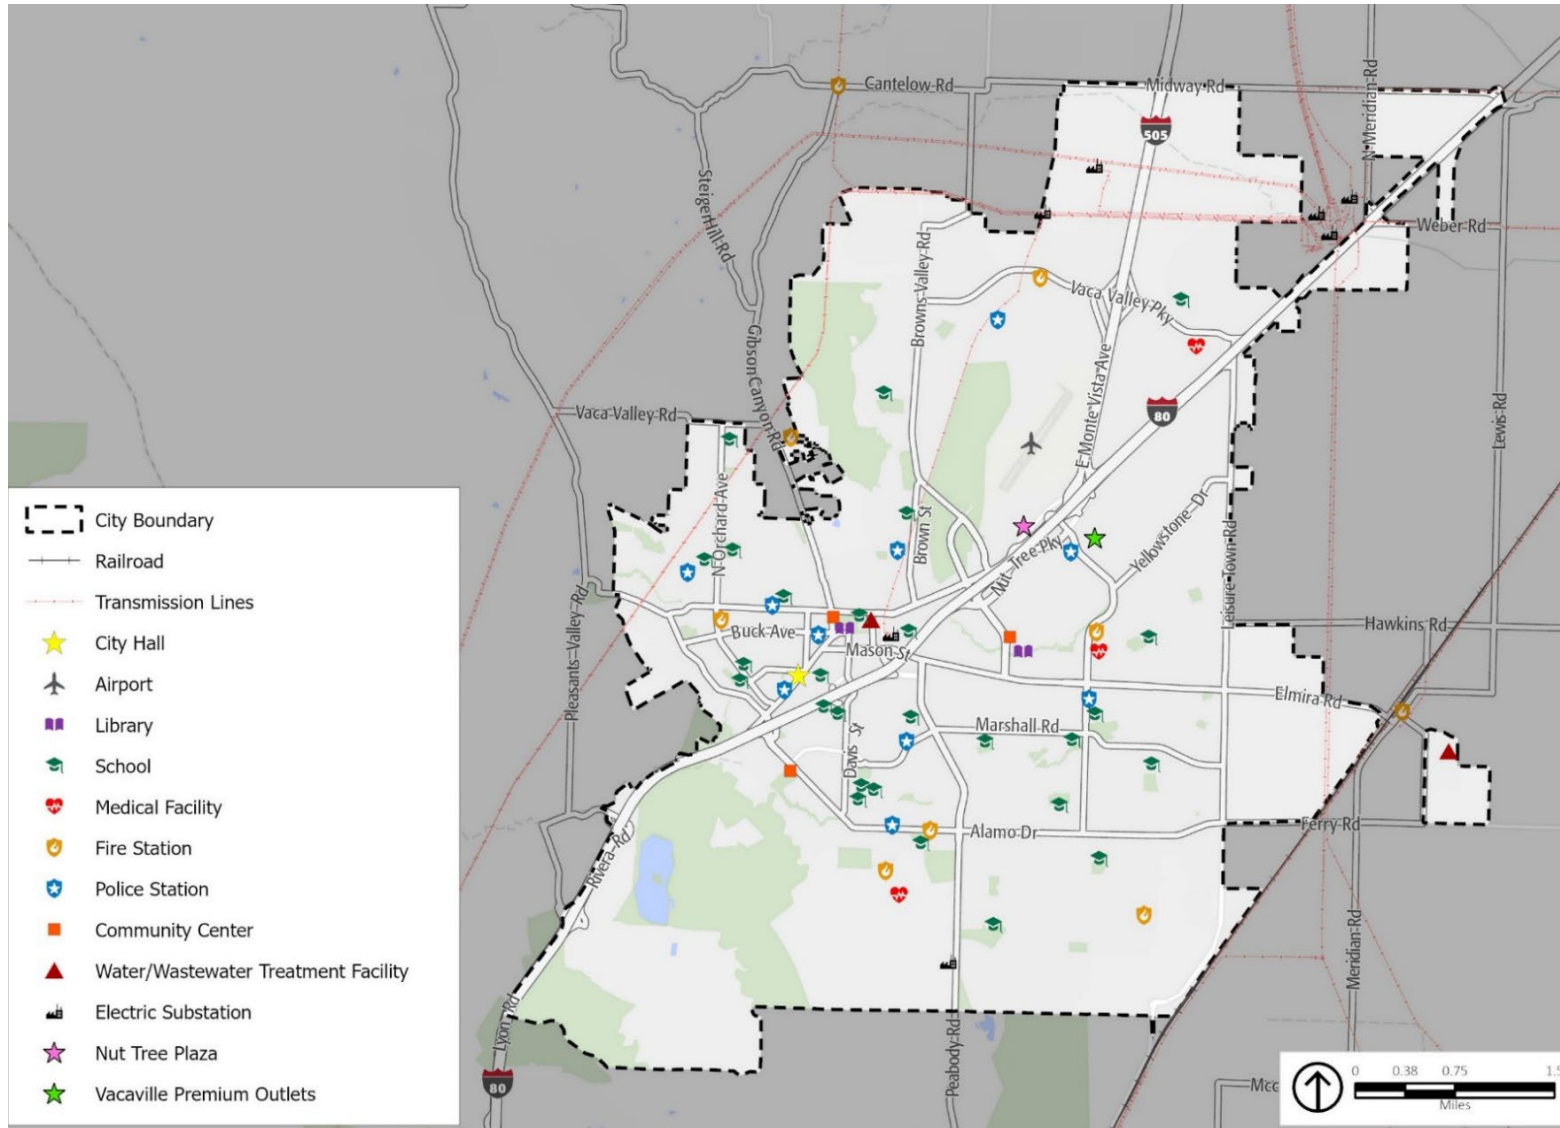 Cantelow Rd
Midway Rd
505
N Meridian Rd
Steiger Hill Rd
Weber Rd
Browns Valley Rd
Vaca Valley Pky
Gibson Canyon Rd
E Monte Vista Ave
80
Lewis Rd
Vaca Valley Rd
N Orchard Ave
Brown St
Nut Tree Pky
Yellowstone Dr
Leisure Town Rd
Pleasants Valley Rd
Buck Ave
Mason St
Hawkins Rd
Elmira Rd
Marshall Rd
Davis St
Alamo Dr
Ferry Rd
Rivera Rd
Meridian Rd
Lyon Rd
Peabody Rd
80
City Boundary
Railroad
Transmission Lines
City Hall
Airport
Library
School
Medical Facility
Fire Station
Police Station
Community Center
Water/Wastewater Treatment Facility
Electric Substation
Nut Tree Plaza
Vacaville Premium Outlets
0 0.38 0.75 1.5
Miles